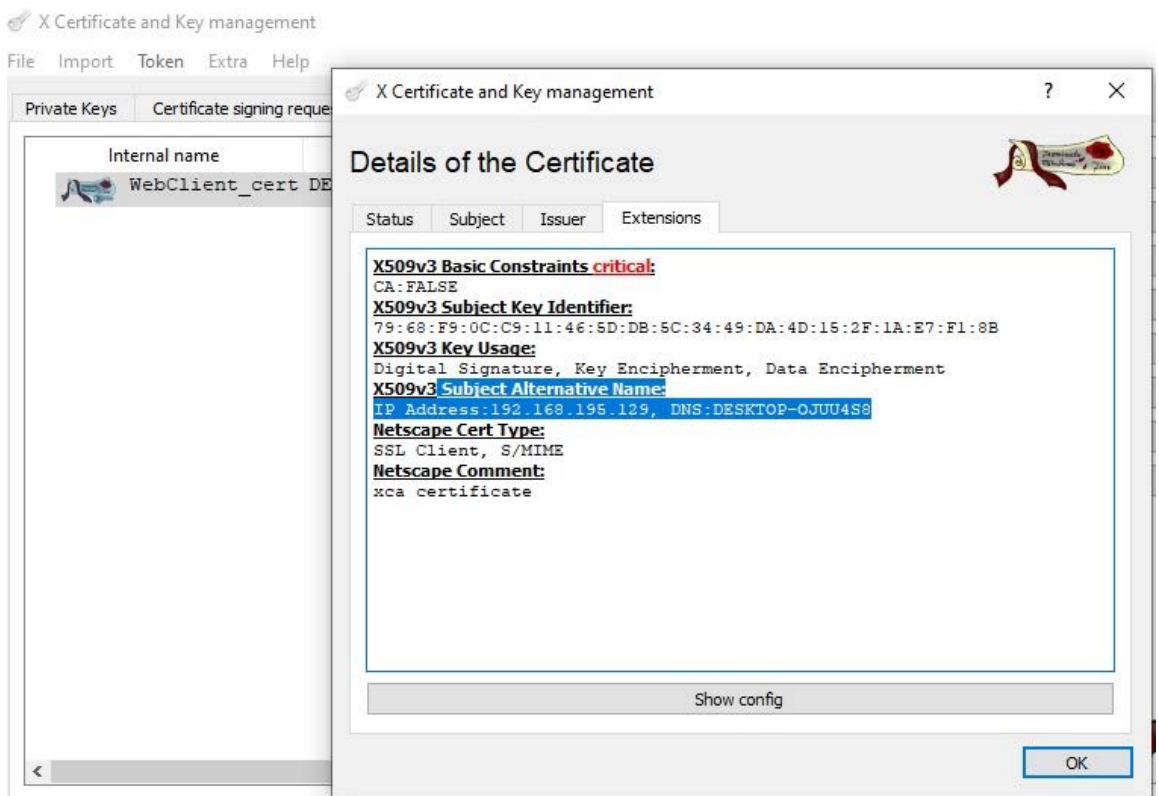 X Certificate and Key management
File Import Token Extra Help
Private Keys Certificate signing reque
Internal name
WebClient_cert DE
X Certificate and Key management
? ×
Details of the Certificate
Status Subject Issuer Extensions
X509v3 Basic Constraints critical:
CA:FALSE
X509v3 Subject Key Identifier:
79:68:F9:0C:C9:11:46:5D:DB:5C:34:49:DA:4D:15:2F:1A:E7:F1:8B
X509v3 Key Usage:
Digital Signature, Key Encipherment, Data Encipherment
X509v3 Subject Alternative Name:
IP Address:192.168.195.129, DNS:DESKTOP-OJUU4S8
Netscape Cert Type:
SSL Client, S/MIME
Netscape Comment:
xca certificate
Show config
OK